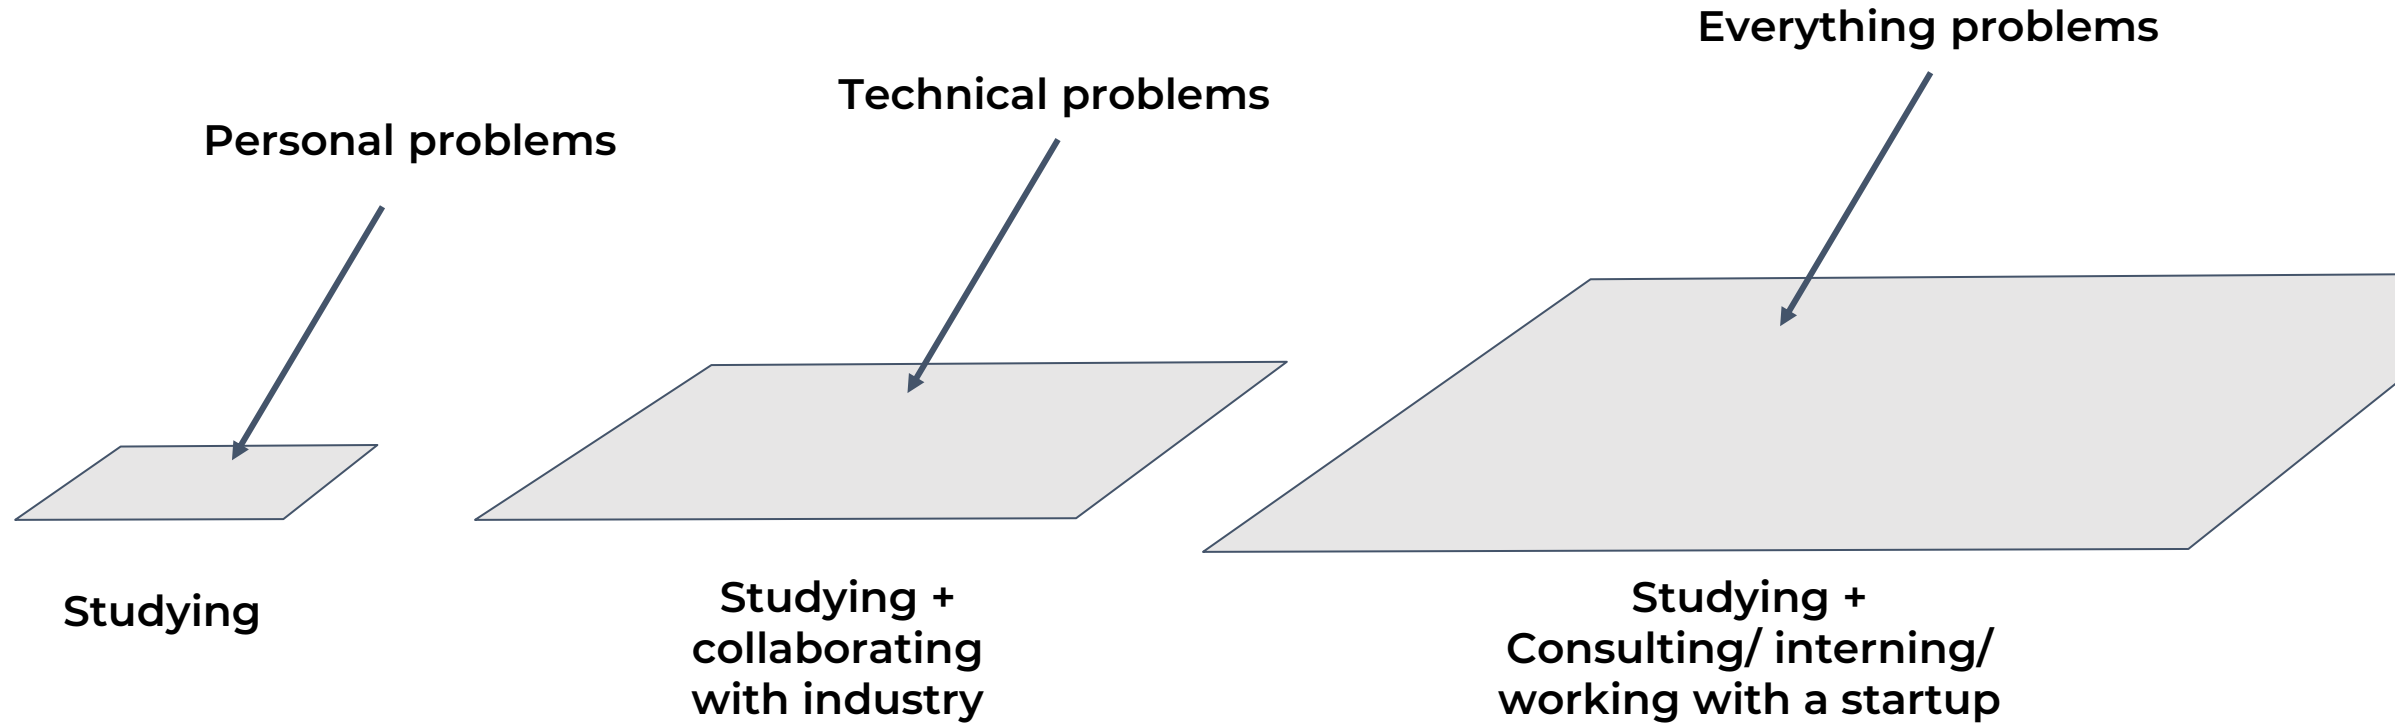 Everything problems
Technical problems
Personal problems
Studying
Studying +
collaborating
with industry
Studying +
Consulting/ interning/
working with a startup